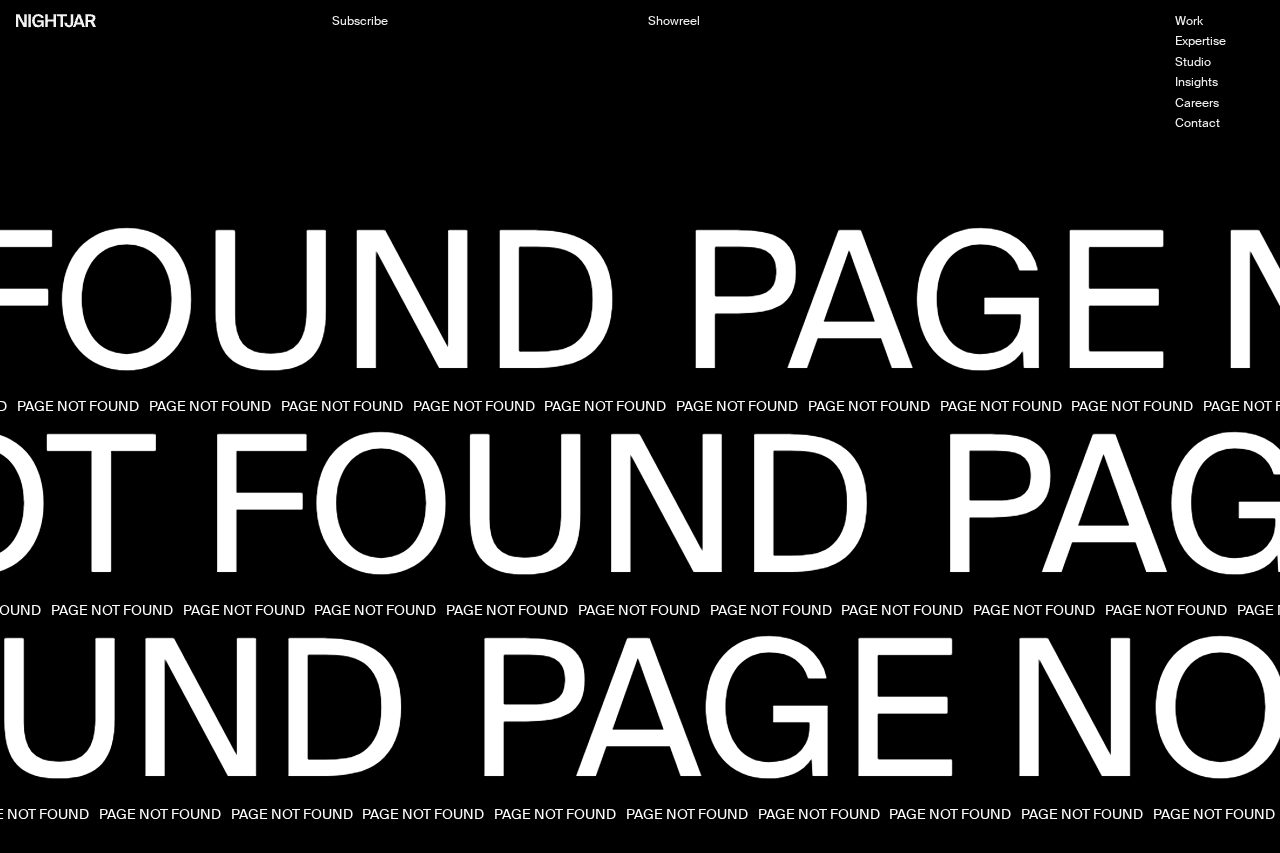 NIGHTJAR
Subscribe
Showreel
Work
Expertise
Studio
Insights
Careers
Contact
FOUND PAGE N
D PAGE NOT FOUND PAGE NOT FOUND PAGE NOT FOUND PAGE NOT FOUND PAGE NOT FOUND PAGE NOT FOUND PAGE NOT FOUND PAGE NOT FOUND PAGE NOT FOUND PAGE NOT F
OT FOUND PAG
OUND PAGE NOT FOUND PAGE NOT FOUND PAGE NOT FOUND PAGE NOT FOUND PAGE NOT FOUND PAGE NOT FOUND PAGE NOT FOUND PAGE NOT FOUND PAGE NOT FOUND PAGE N
UND PAGE NO
E NOT FOUND PAGE NOT FOUND PAGE NOT FOUND PAGE NOT FOUND PAGE NOT FOUND PAGE NOT FOUND PAGE NOT FOUND PAGE NOT FOUND PAGE NOT FOUND PAGE NOT FOUND